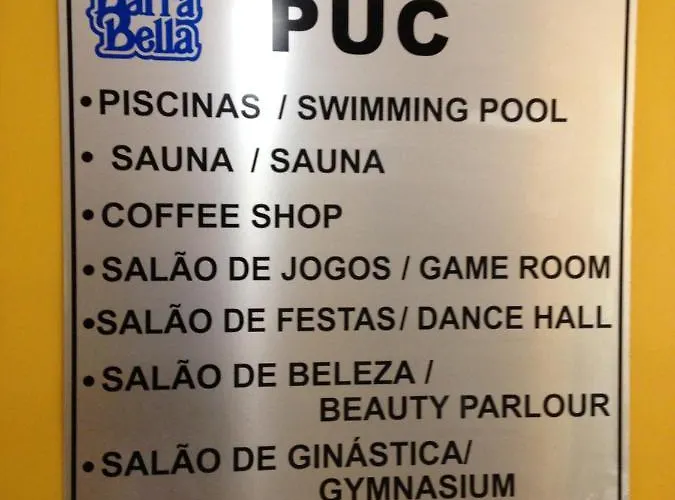 Barra
Bella
PUC
• PISCINAS / SWIMMING POOL
• SAUNA / SAUNA
• COFFEE SHOP
• SALÃO DE JOGOS / GAME ROOM
• SALÃO DE FESTAS / DANCE HALL
• SALÃO DE BELEZA /
BEAUTY PARLOUR
• SALÃO DE GINÁSTICA/
GYMNASIUM